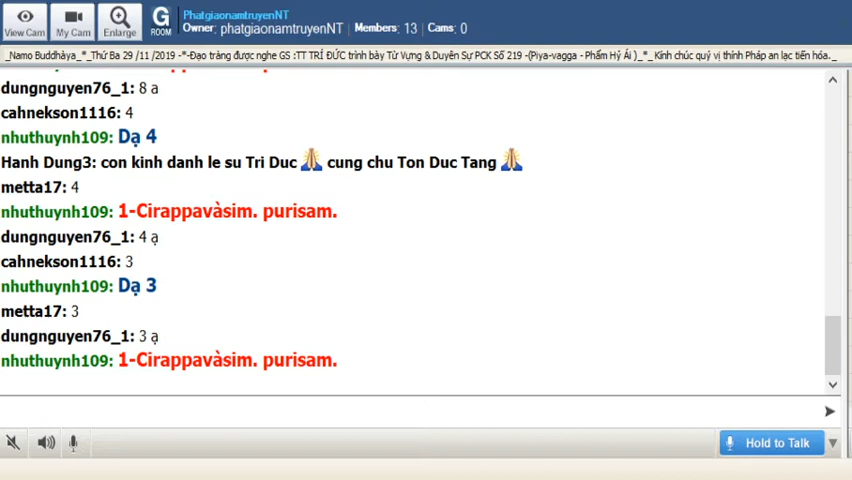 View Cam
My Cam
Enlarge
G
ROOM
PhatgiaonamtruyenNT
Owner: phatgiaonamtruyenNT Members: 13 Cams: 0
_Namo Buddhàya_*_Thứ Ba 29 /11 /2019 -*-Đạo tràng được nghe GS :TT TRÍ ĐỨC trình bày Từ Vựng & Duyên Sự PCK Số 219 -(Piya-vagga - Phẩm Hỷ Ái )_*_ Kính chúc quý vị thính Pháp an lạc tiến hóa._
dungnguyen76_1: 8 a
cahnekson1116: 4
nhuthuynh109: Dạ 4
Hanh Dung3: con kinh danh le su Tri Duc 🙏 cung chu Ton Duc Tang 🙏
metta17: 4
nhuthuynh109: 1-Cirappavàsim. purisam.
dungnguyen76_1: 4 ạ
cahnekson1116: 3
nhuthuynh109: Dạ 3
metta17: 3
dungnguyen76_1: 3 ạ
nhuthuynh109: 1-Cirappavàsim. purisam.
Hold to Talk